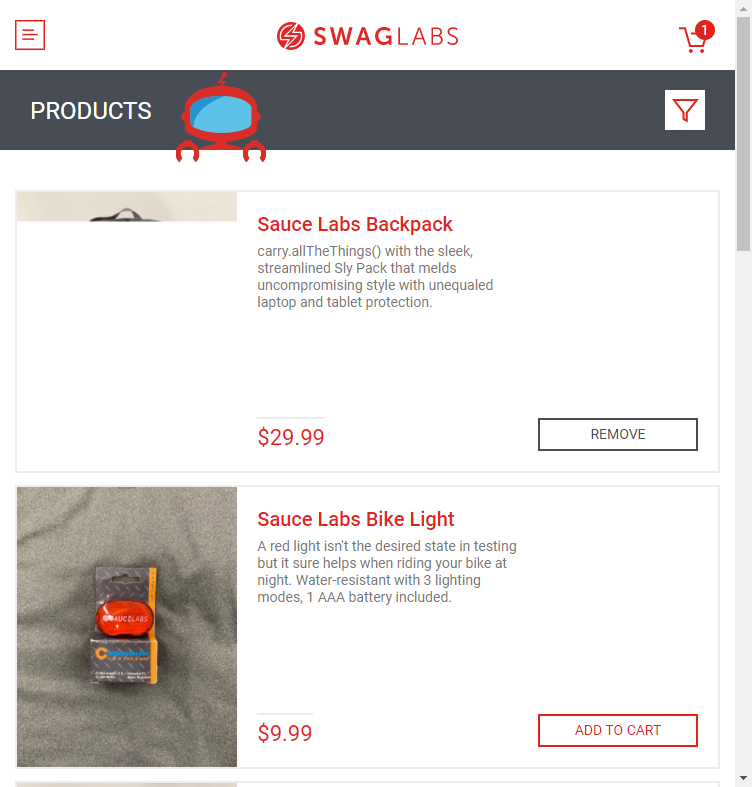 SWAGLABS
1
PRODUCTS
Sauce Labs Backpack
carry.allTheThings() with the sleek,
streamlined Sly Pack that melds
uncompromising style with unequaled
laptop and tablet protection.
$29.99
REMOVE
Sauce Labs Bike Light
A red light isn't the desired state in testing
but it sure helps when riding your bike at
night. Water-resistant with 3 lighting
modes, 1 AAA battery included.
AUCELABS
$9.99
ADD TO CART